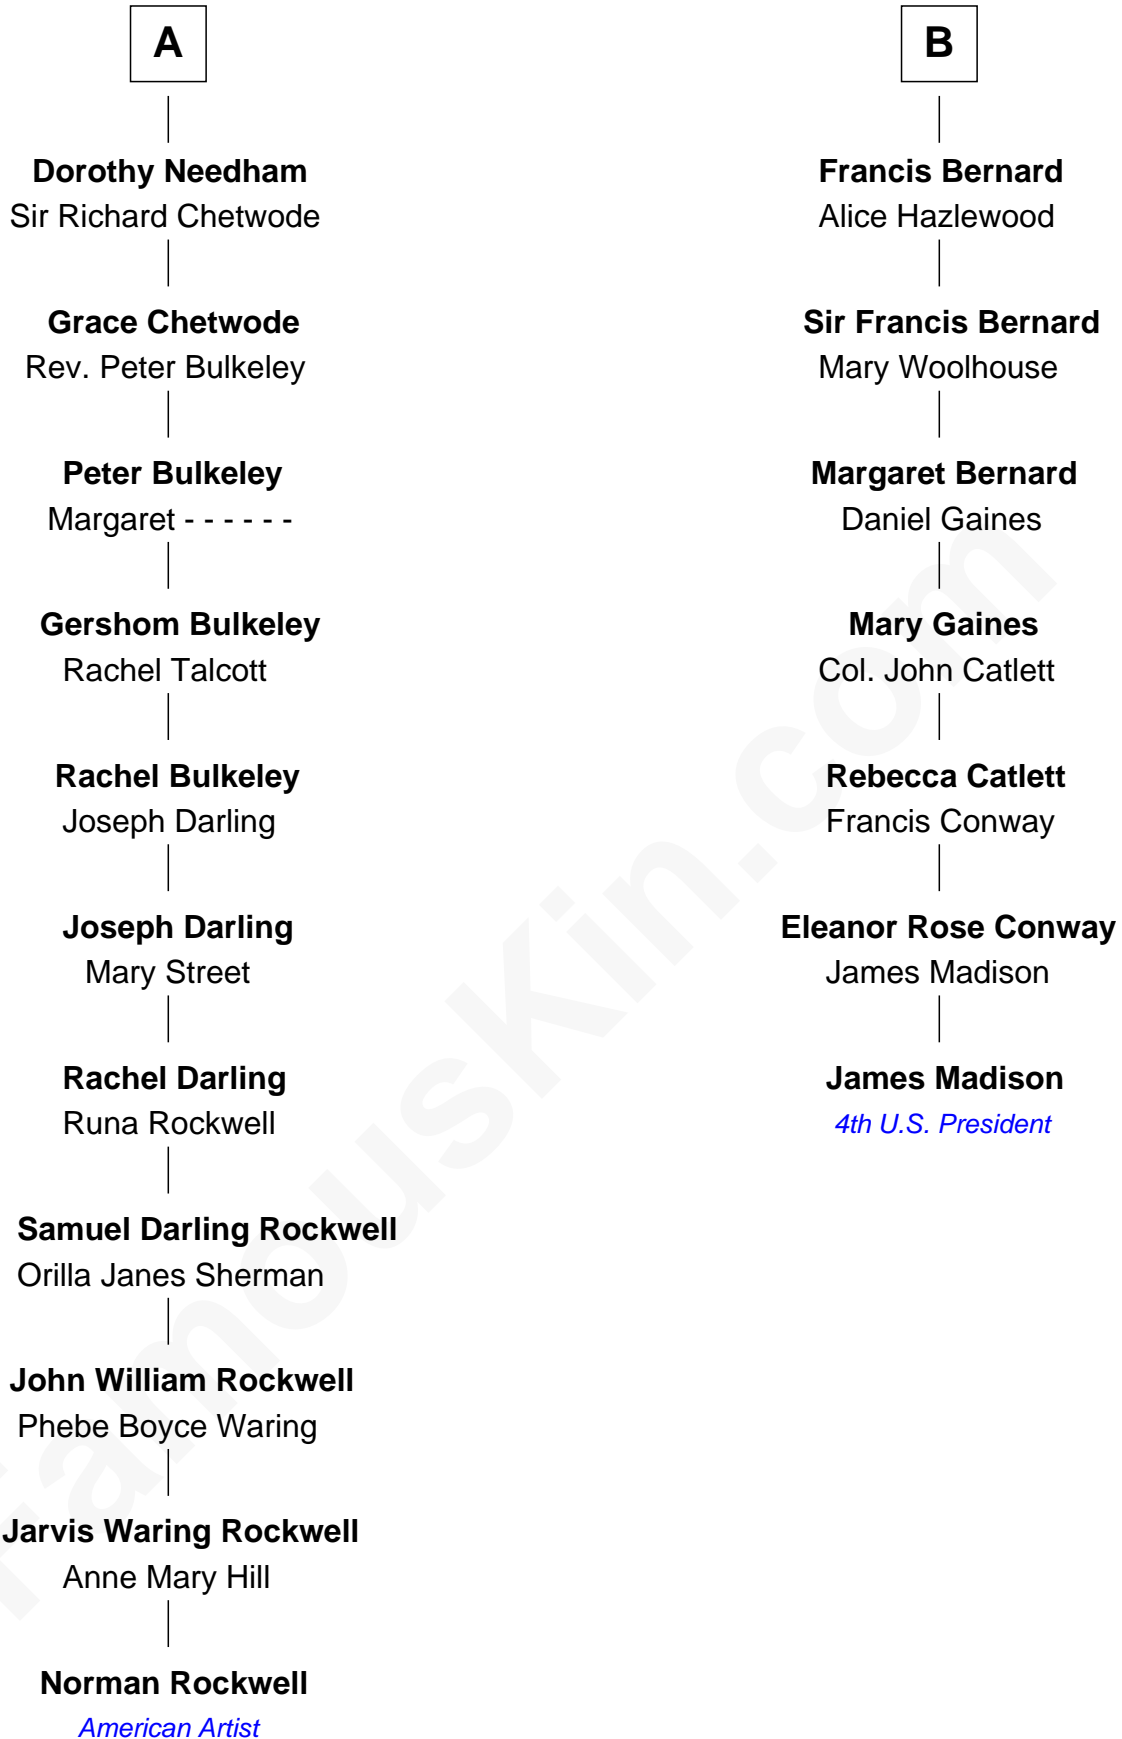 A
Dorothy Needham
Sir Richard Chetwode
Grace Chetwode
Rev. Peter Bulkeley
Peter Bulkeley
Margaret - - - - - -
Gershom Bulkeley
Rachel Talcott
Rachel Bulkeley
Joseph Darling
Joseph Darling
Mary Street
Rachel Darling
Runa Rockwell
Samuel Darling Rockwell
Orilla Janes Sherman
John William Rockwell
Phebe Boyce Waring
Jarvis Waring Rockwell
Anne Mary Hill
Norman Rockwell
American Artist
B
Francis Bernard
Alice Hazlewood
Sir Francis Bernard
Mary Woolhouse
Margaret Bernard
Daniel Gaines
Mary Gaines
Col. John Catlett
Rebecca Catlett
Francis Conway
Eleanor Rose Conway
James Madison
James Madison
4th U.S. President
FamousKin.com